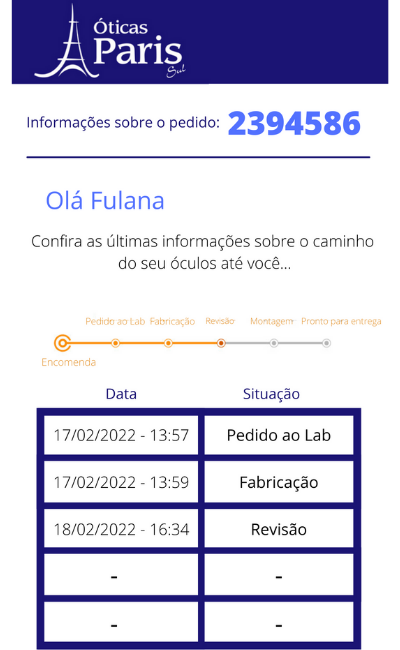 Óticas
Paris
Sul
Informações sobre o pedido: 2394586
Olá Fulana
Confira as últimas informações sobre o caminho
do seu óculos até você...
Pedido ao Lab Fabricação Revisão Montagem Pronto para entrega
Encomenda
Data Situação
17/02/2022 - 13:57 Pedido ao Lab
17/02/2022 - 13:59 Fabricação
18/02/2022 - 16:34 Revisão
- -
- -